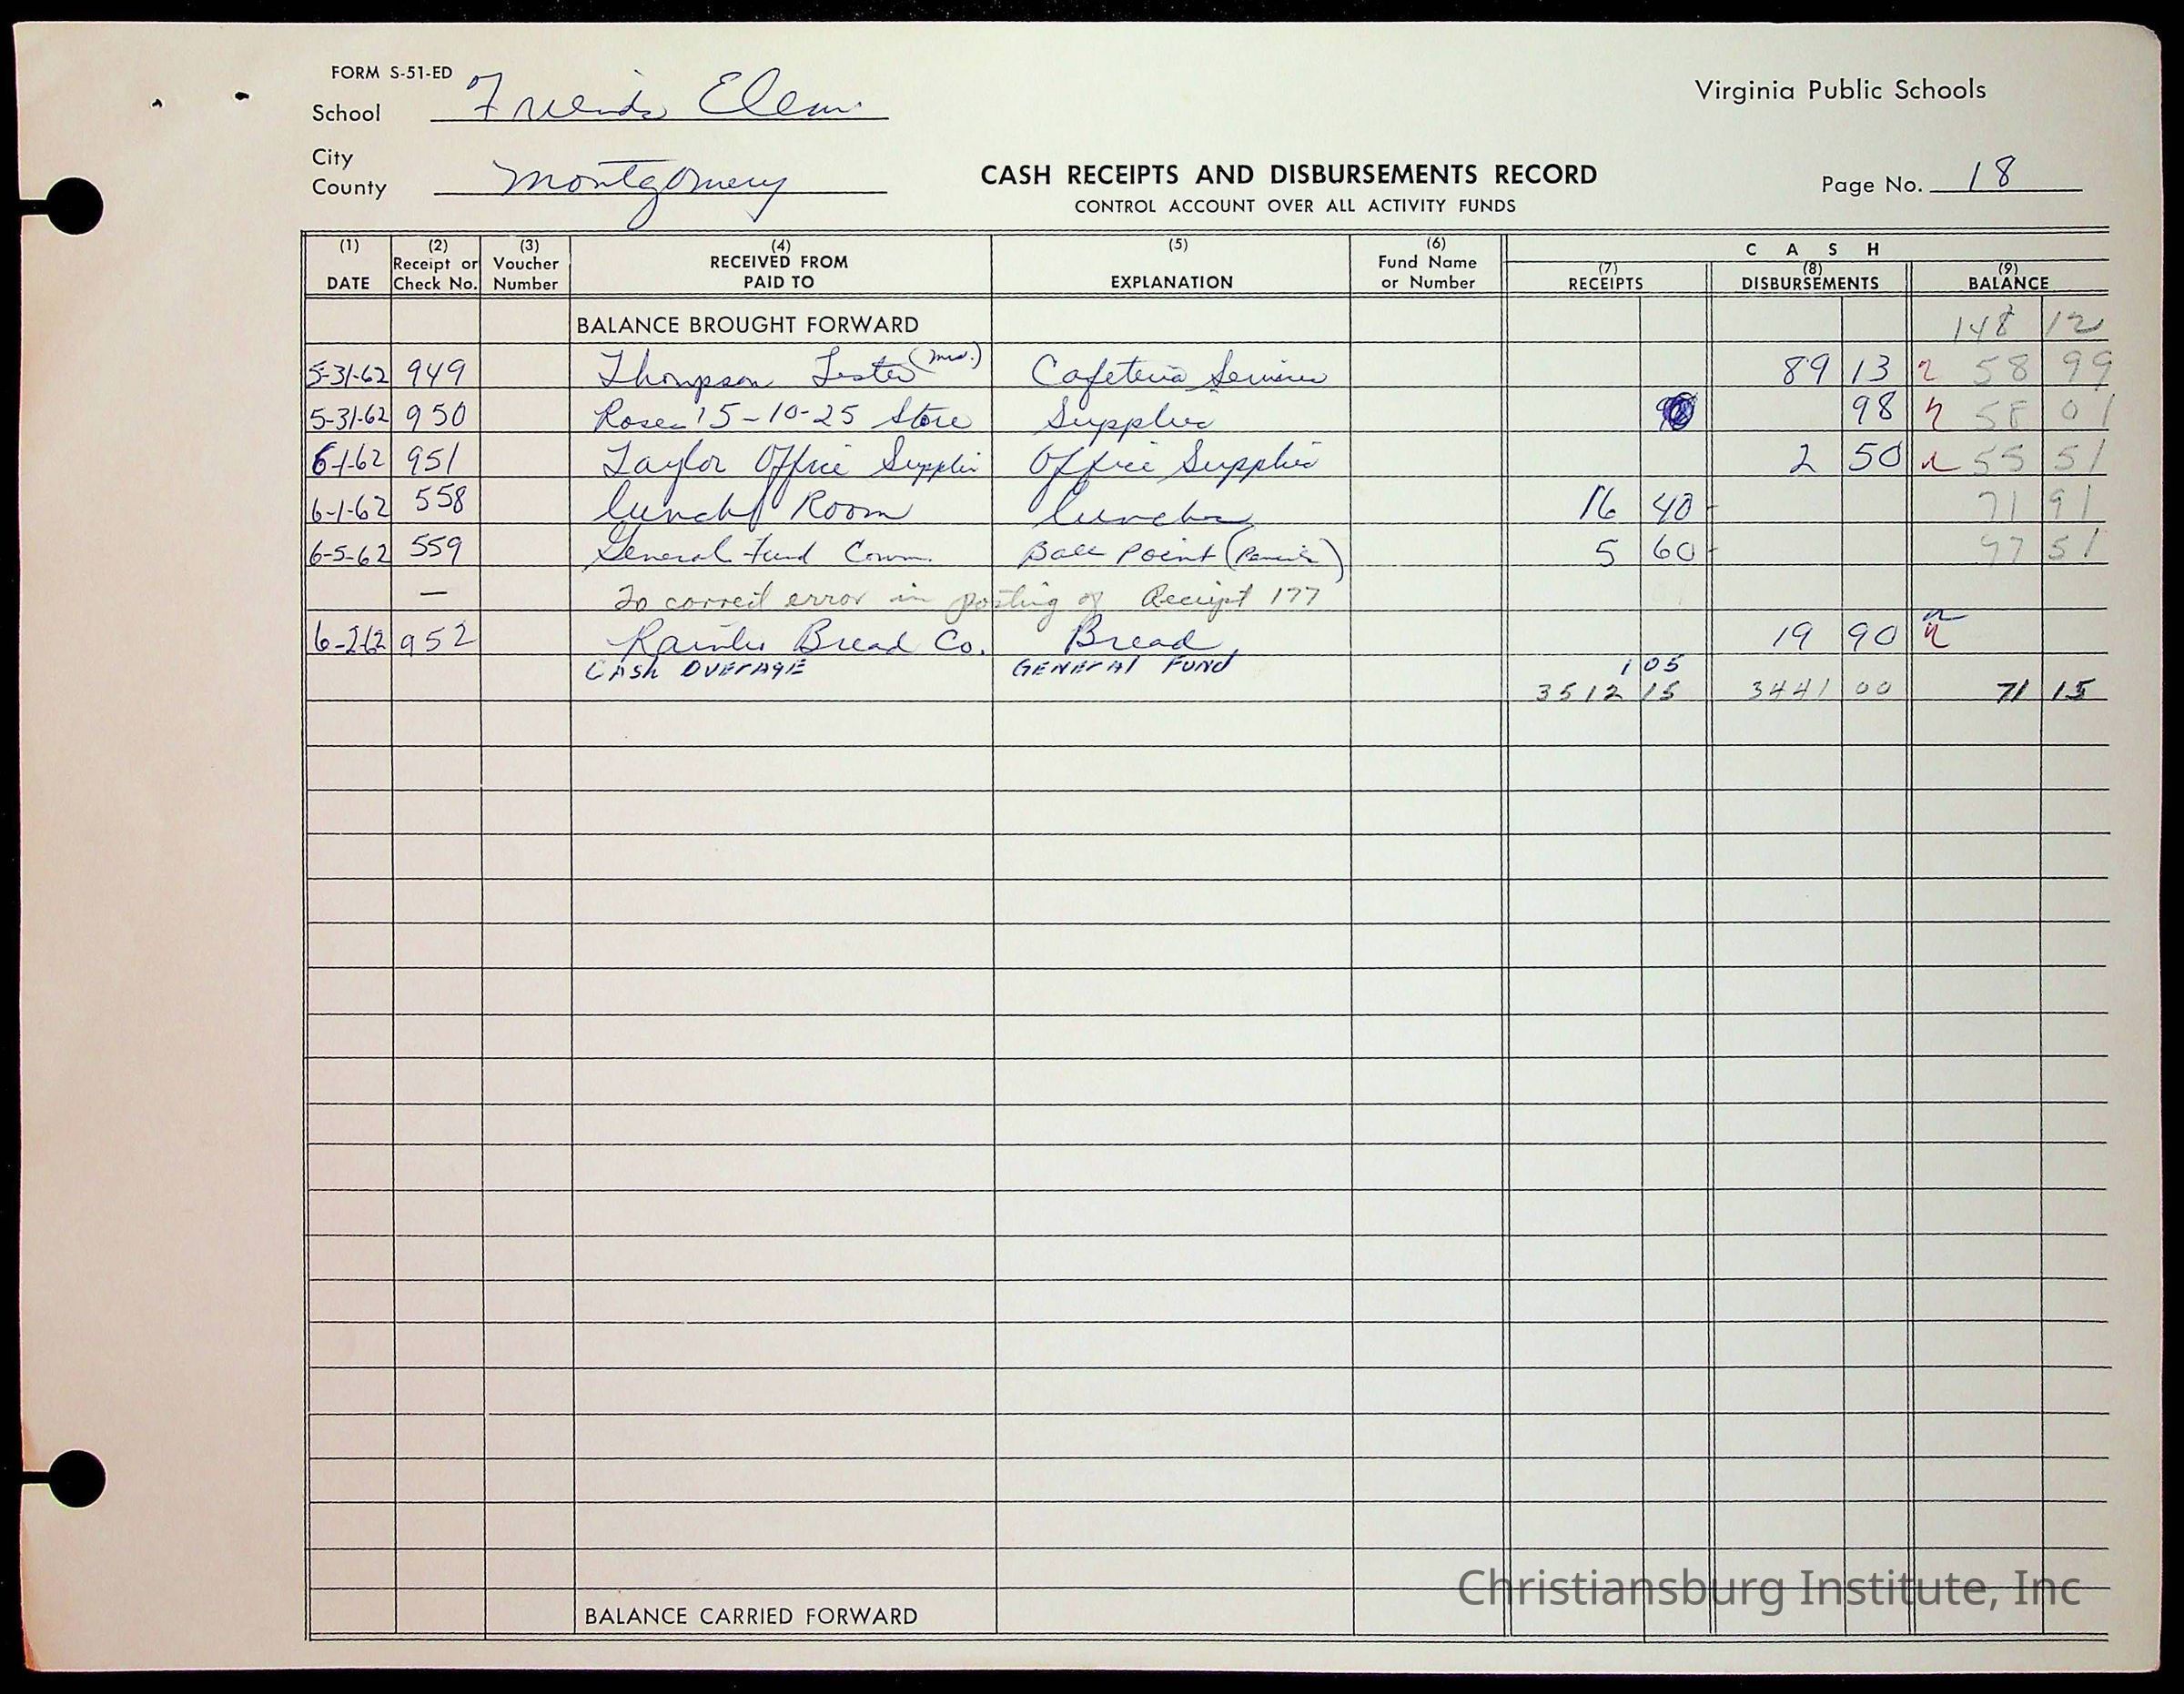 FORM S-51-ED
School Friends Elem.
Virginia Public Schools
City
County Montgomery
CASH RECEIPTS AND DISBURSEMENTS RECORD
CONTROL ACCOUNT OVER ALL ACTIVITY FUNDS
Page No. 18
(1) DATE (2) Receipt or Check No. (3) Voucher Number (4) RECEIVED FROM PAID TO (5) EXPLANATION (6) Fund Name or Number CASH (7) RECEIPTS (8) DISBURSEMENTS (9) BALANCE
BALANCE BROUGHT FORWARD 148 12
5-31-62 949 Thompson Lester (Mrs.) Cafeteria Services 89 13 58 99
5-31-62 950 Roses 5-10-25 Store Supplies 98 58 01
6-1-62 951 Taylor Office Supplies Office Supplies 2 50 55 51
6-1-62 558 Lunch Room Lunches 16 40 71 91
6-5-62 559 General Fund Comm. Ball Point (Pencils) 5 60 77 51
— To correct error in posting of Receipt 177
6-2-62 952 Bread Co. Bread 19 90
CASH OVERAGE GENERAL FUND 1 05
3512 15 3441 00 71 15
BALANCE CARRIED FORWARD
Christiansburg Institute, Inc